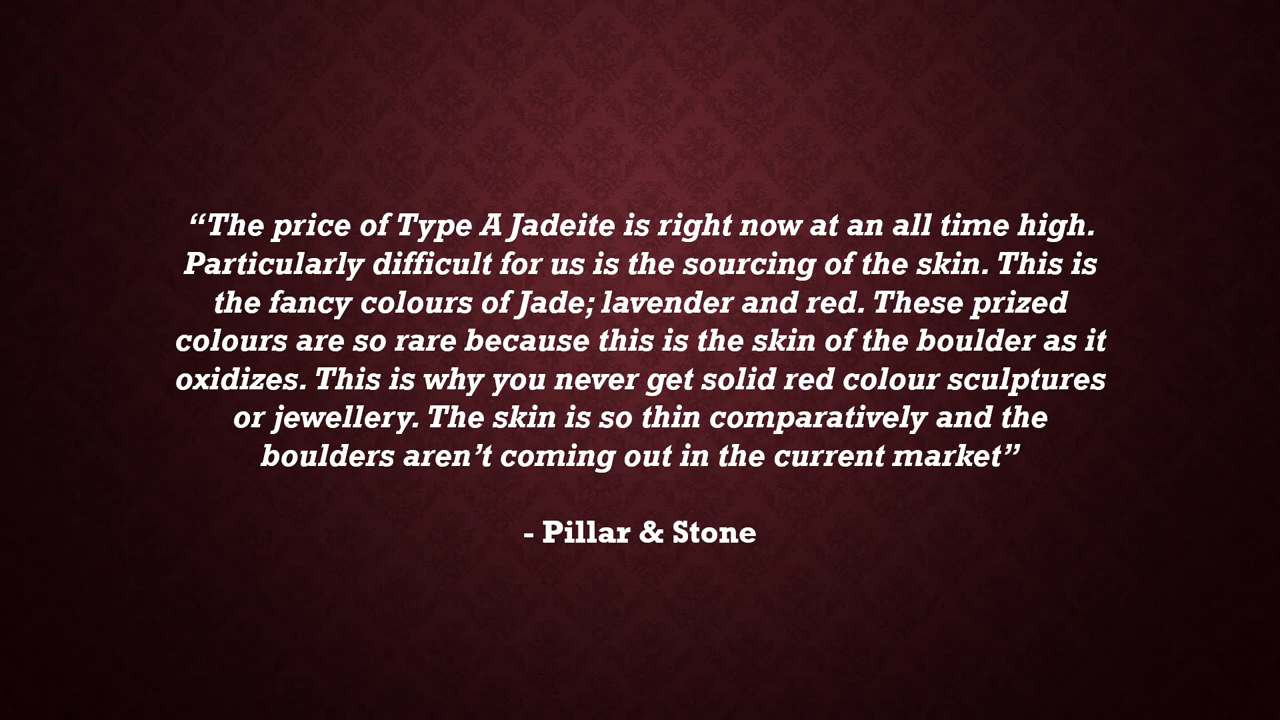 “The price of Type A Jadeite is right now at an all time high.
Particularly difficult for us is the sourcing of the skin. This is
the fancy colours of Jade; lavender and red. These prized
colours are so rare because this is the skin of the boulder as it
oxidizes. This is why you never get solid red colour sculptures
or jewellery. The skin is so thin comparatively and the
boulders aren’t coming out in the current market”
- Pillar & Stone